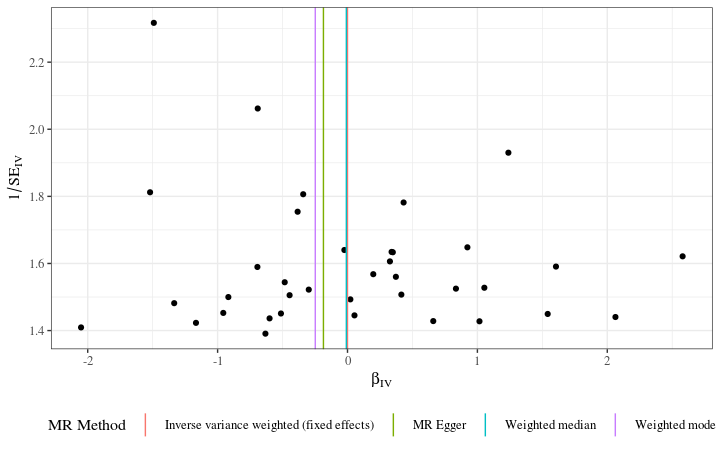 2.2
2.0
1.8
1.6
1.4
1/SE_IV
-2 -1 0 1 2
β_IV
MR Method Inverse variance weighted (fixed effects) MR Egger Weighted median Weighted mode